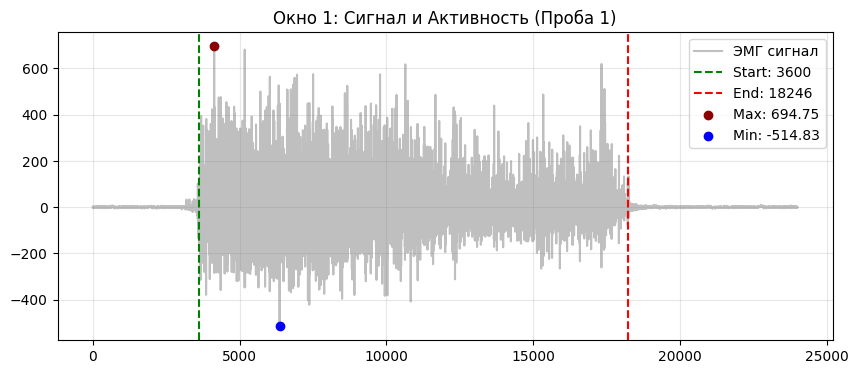 Окно 1: Сигнал и Активность (Проба 1)
ЭМГ сигнал
Start: 3600
End: 18246
Max: 694.75
Min: -514.83
600
400
200
0
−200
−400
0 5000 10000 15000 20000 25000